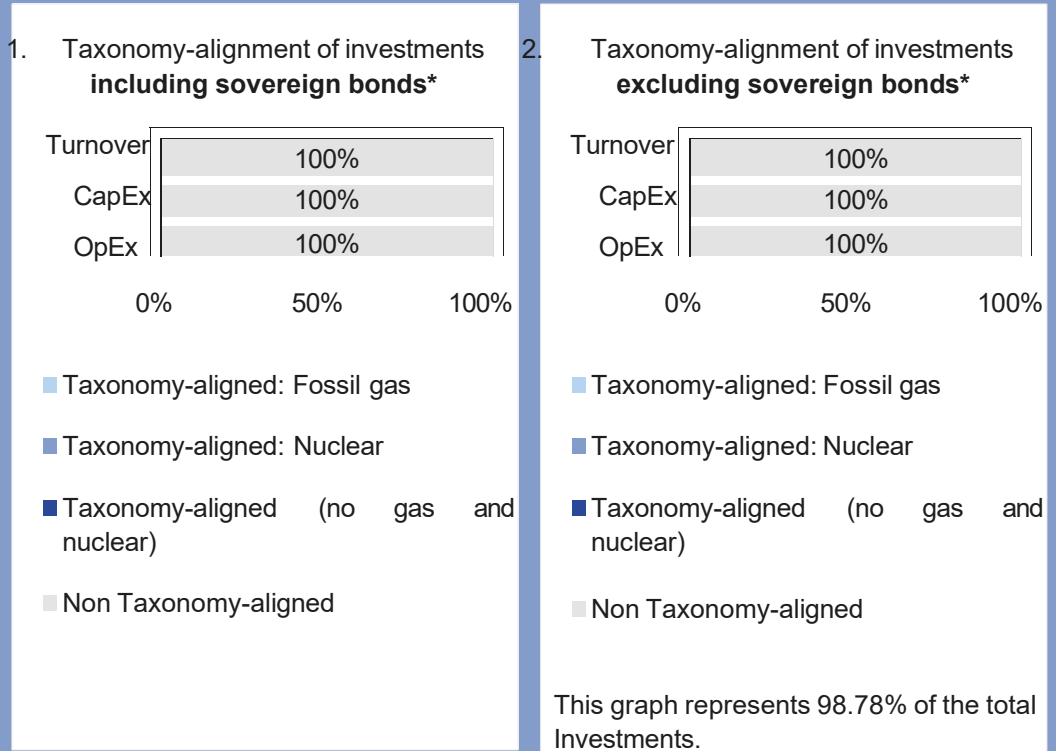 1. Taxonomy-alignment of investments
including sovereign bonds*
Turnover 100%
CapEx 100%
OpEx 100%
0% 50% 100%
Taxonomy-aligned: Fossil gas
Taxonomy-aligned: Nuclear
Taxonomy-aligned (no gas and
nuclear)
Non Taxonomy-aligned
2. Taxonomy-alignment of investments
excluding sovereign bonds*
Turnover 100%
CapEx 100%
OpEx 100%
0% 50% 100%
Taxonomy-aligned: Fossil gas
Taxonomy-aligned: Nuclear
Taxonomy-aligned (no gas and
nuclear)
Non Taxonomy-aligned
This graph represents 98.78% of the total
Investments.